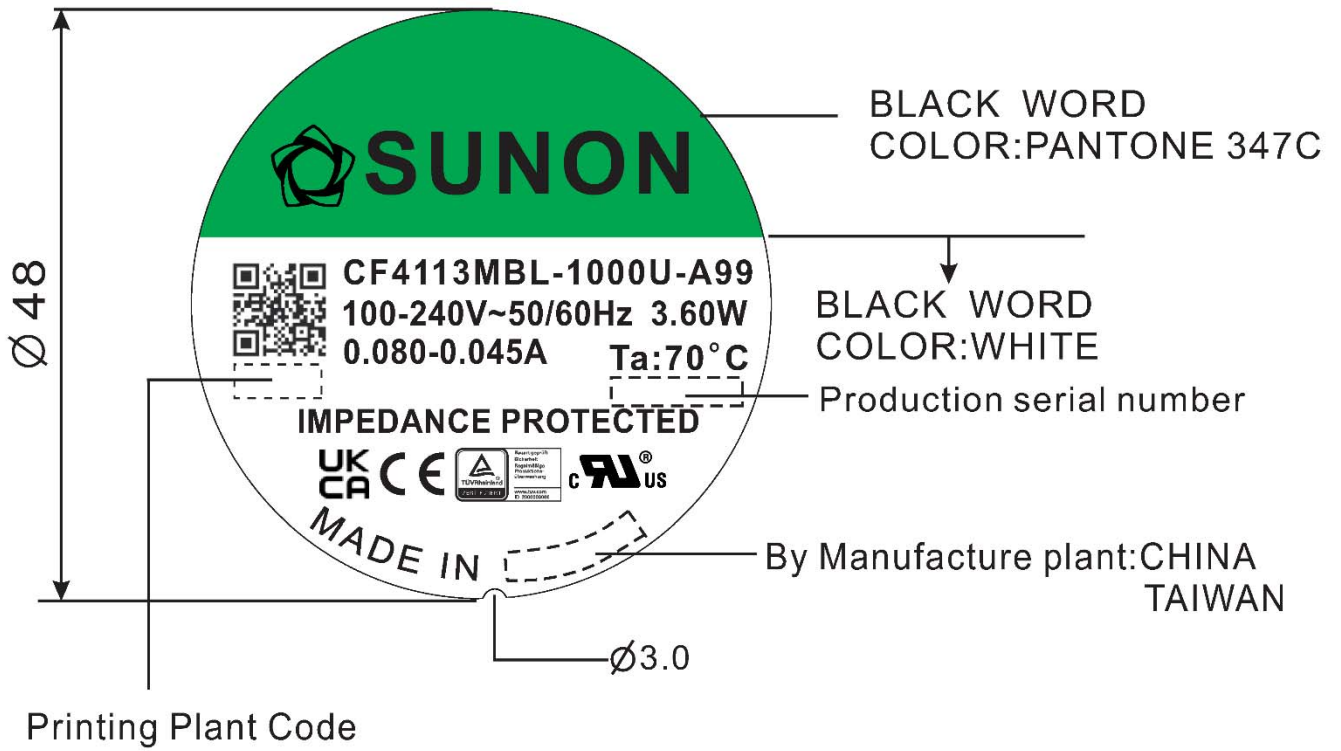 SUNON
BLACK WORD
COLOR:PANTONE 347C
CF4113MBL-1000U-A99
100-240V~50/60Hz 3.60W
0.080-0.045A Ta:70°C
BLACK WORD
COLOR:WHITE
Production serial number
IMPEDANCE PROTECTED
UK
CA CE TÜVRheinland c RU® US
MADE IN
By Manufacture plant:CHINA
TAIWAN
Ø48
Ø3.0
Printing Plant Code